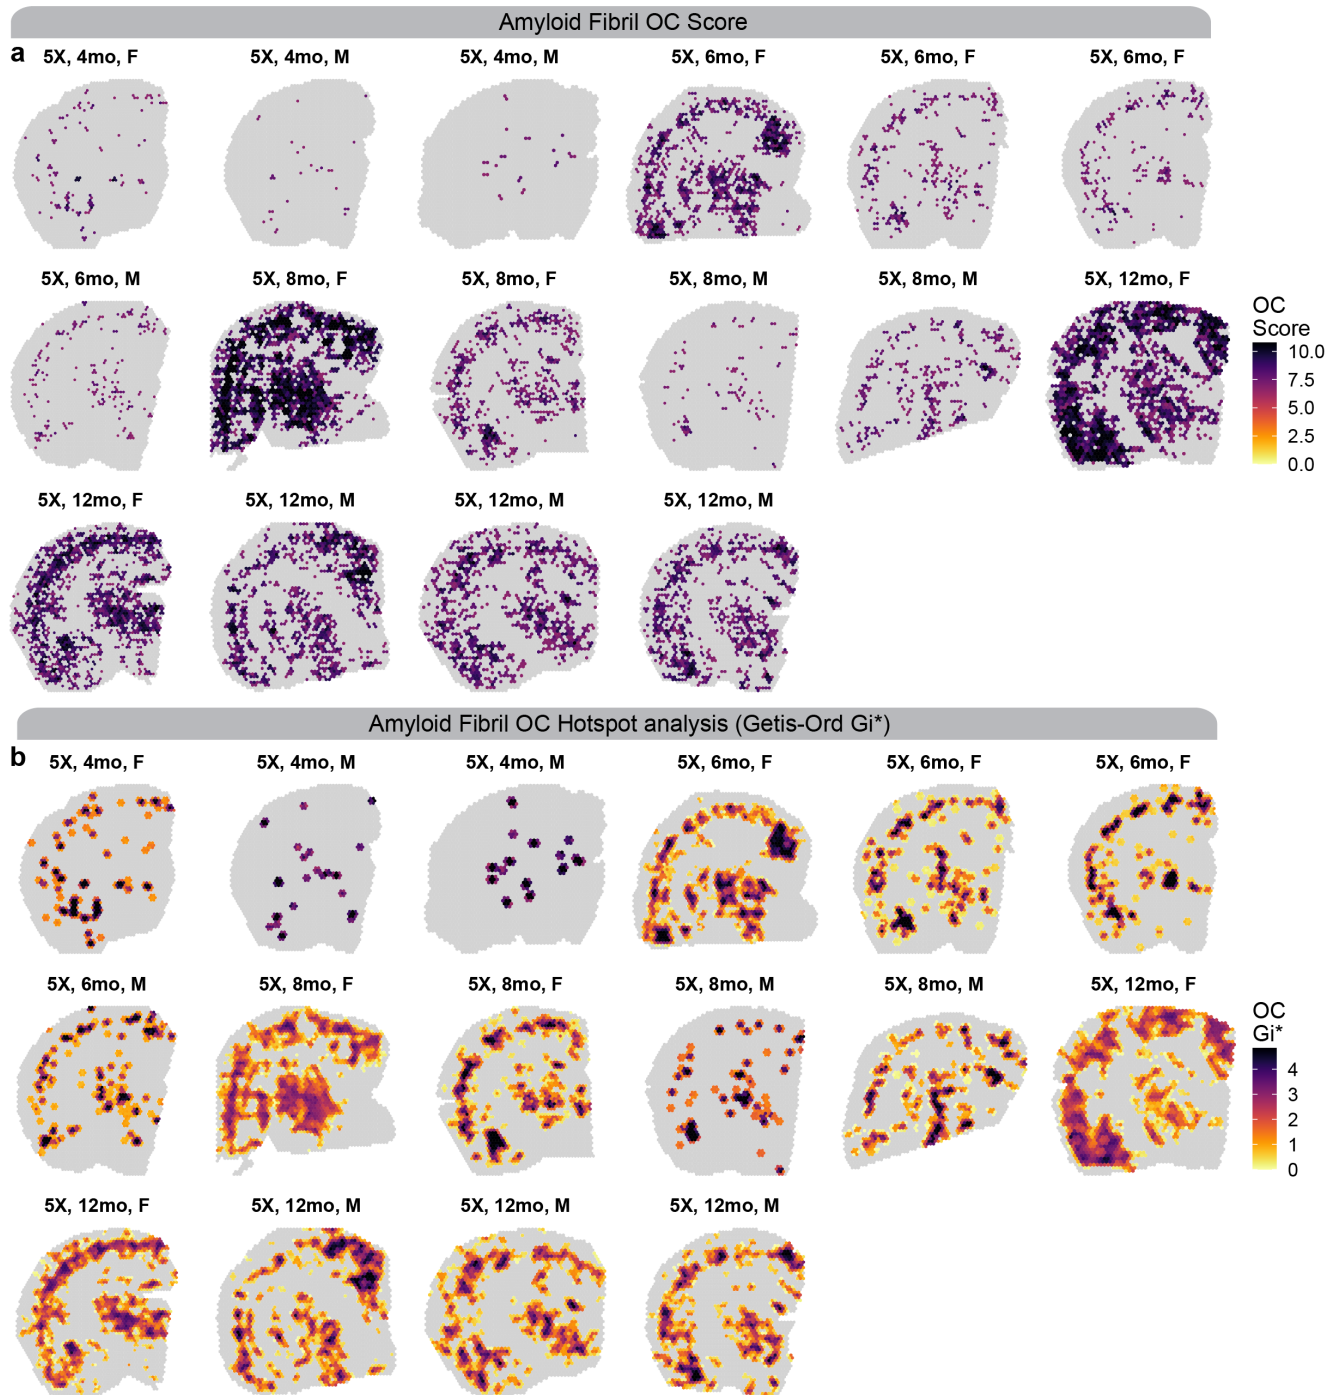 Amyloid Fibril OC Score
a
5X, 4mo, F
5X, 4mo, M
5X, 4mo, M
5X, 6mo, F
5X, 6mo, F
5X, 6mo, F
5X, 6mo, M
5X, 8mo, F
5X, 8mo, F
5X, 8mo, M
5X, 8mo, M
5X, 12mo, F
OC
Score
10.0
7.5
5.0
2.5
0.0
5X, 12mo, F
5X, 12mo, M
5X, 12mo, M
5X, 12mo, M
Amyloid Fibril OC Hotspot analysis (Getis-Ord Gi*)
b
5X, 4mo, F
5X, 4mo, M
5X, 4mo, M
5X, 6mo, F
5X, 6mo, F
5X, 6mo, F
5X, 6mo, M
5X, 8mo, F
5X, 8mo, F
5X, 8mo, M
5X, 8mo, M
5X, 12mo, F
OC
Gi*
4
3
2
1
0
5X, 12mo, F
5X, 12mo, M
5X, 12mo, M
5X, 12mo, M